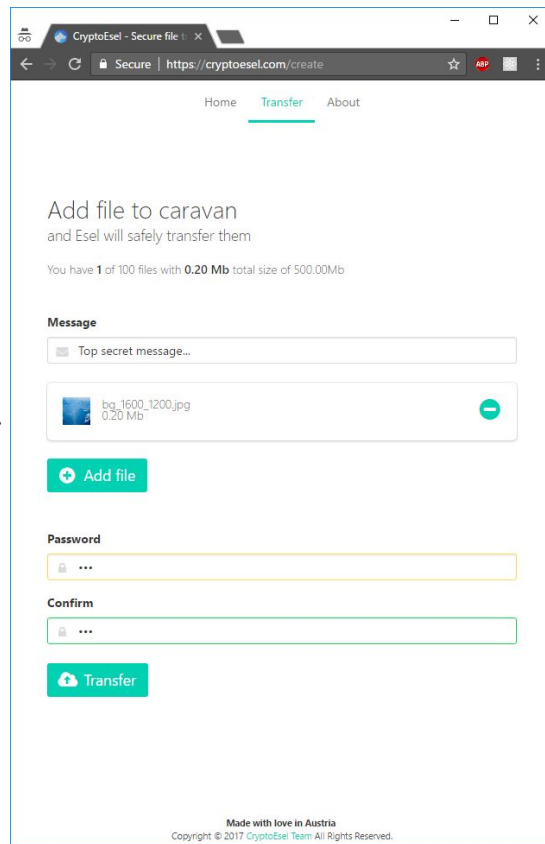 CryptoEsel - Secure file t
Secure | https://cryptoesel.com/create
ABP
Home Transfer About
Add file to caravan
and Esel will safely transfer them
You have 1 of 100 files with 0.20 Mb total size of 500.00Mb
Message
Top secret message...
bg_1600_1200.jpg
0.20 Mb
Add file
Password
•••
Confirm
•••
Transfer
Made with love in Austria
Copyright © 2017 CryptoEsel Team All Rights Reserved.